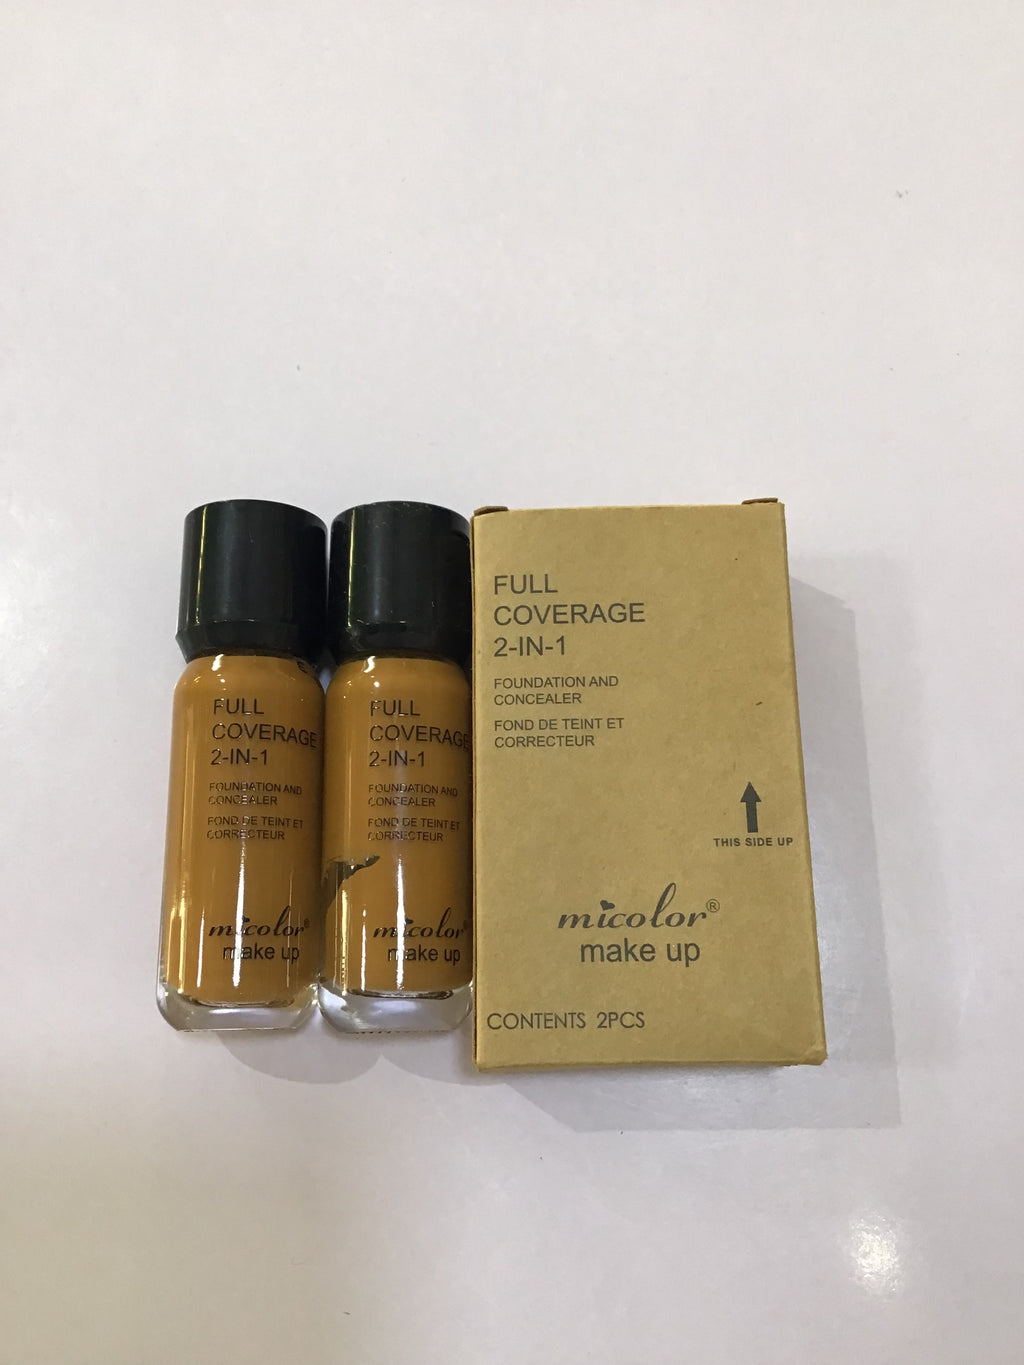 FULL
COVERAGE
2-IN-1
FOUNDATION AND
CONCEALER
FOND DE TEINT ET
CORRECTEUR
micolor®
make up
FULL
COVERAGE
2-IN-1
FOUNDATION AND
CONCEALER
FOND DE TEINT ET
CORRECTEUR
micolor®
make up
FULL
COVERAGE
2-IN-1
FOUNDATION AND
CONCEALER
FOND DE TEINT ET
CORRECTEUR
THIS SIDE UP
micolor®
make up
CONTENTS 2PCS